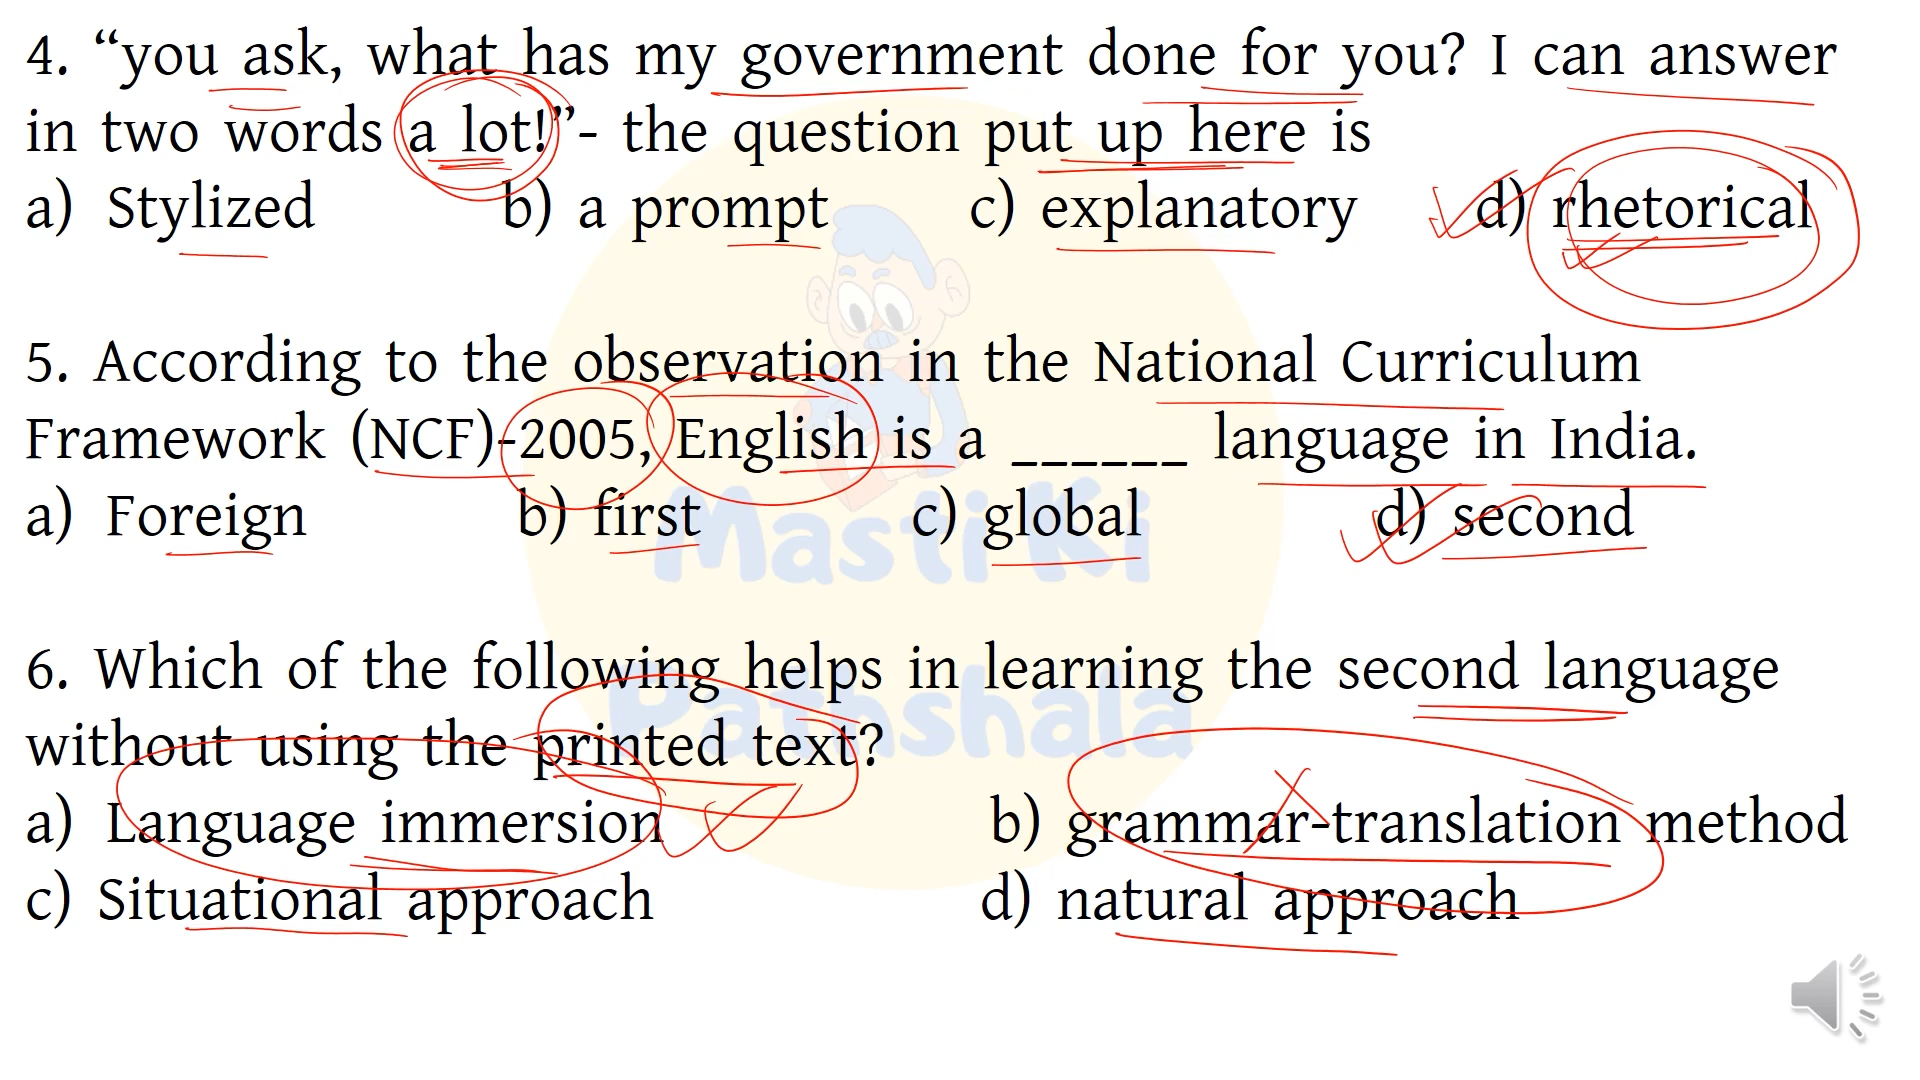 4. “you ask, what has my government done for you? I can answer
in two words a lot!”- the question put up here is
a) Stylized b) a prompt c) explanatory d) rhetorical
5. According to the observation in the National Curriculum
Framework (NCF)-2005, English is a ______ language in India.
a) Foreign b) first c) global d) second
Masti Ki
6. Which of the following helps in learning the second language
Pathshala
without using the printed text?
a) Language immersion b) grammar-translation method
c) Situational approach d) natural approach